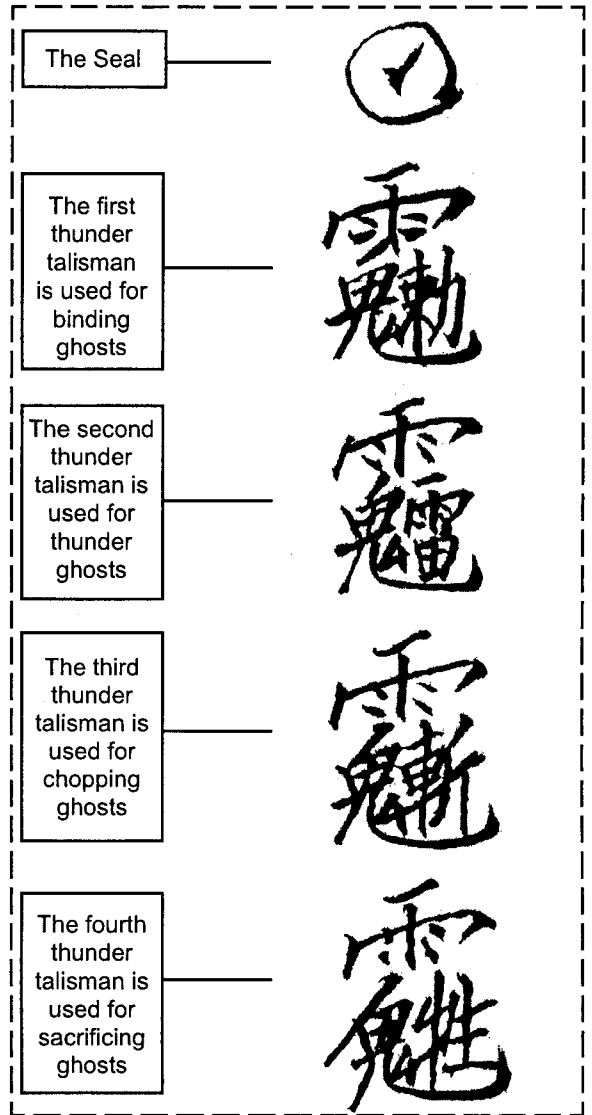 The Seal
The first
thunder
talisman
is used for
binding
ghosts
The second
thunder
talisman is
used for
thunder
ghosts
The third
thunder
talisman is
used for
chopping
ghosts
The fourth
thunder
talisman is
used for
sacrificing
ghosts